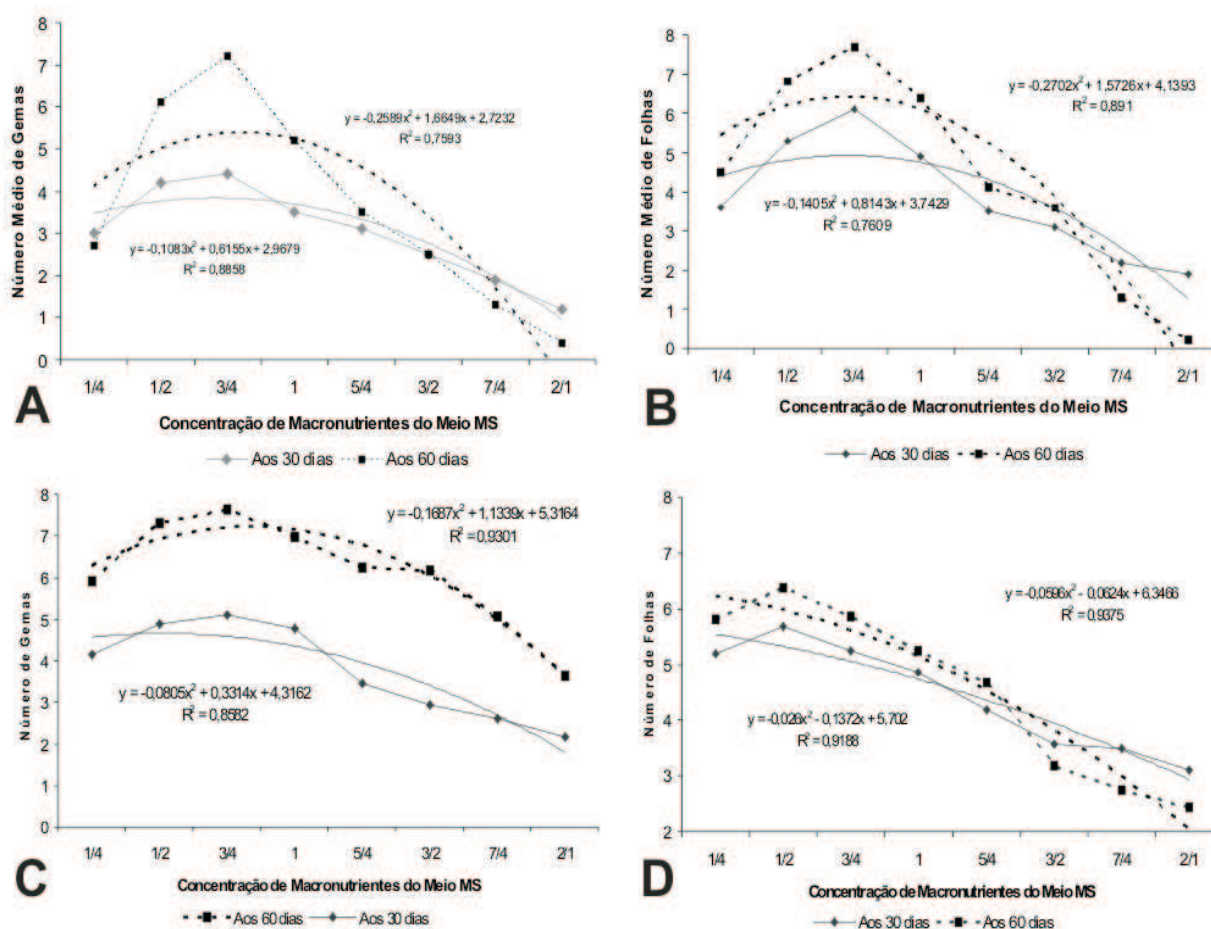 Número Médio de Gemas
8
7
6
5
4
3
2
1
0
y = -0,2589x² + 1,6649x + 2,7232
R² = 0,7593
y = -0,1083x² + 0,6155x + 2,9679
R² = 0,8858
1/4 1/2 3/4 1 5/4 3/2 7/4 2/1
A
Concentração de Macronutrientes do Meio MS
Aos 30 dias Aos 60 dias
Número Médio de Folhas
8
7
6
5
4
3
2
1
0
y = -0,2702x² + 1,5726x + 4,1393
R² = 0,891
y = -0,1405x² + 0,8143x + 3,7429
R² = 0,7609
1/4 1/2 3/4 1 5/4 3/2 7/4 2/1
B
Concentração de Macronutrientes do Meio MS
Aos 30 dias Aos 60 dias
Número de Gemas
8
7
6
5
4
3
2
1
0
y = -0,1687x² + 1,1339x + 5,3164
R² = 0,9301
y = -0,0805x² + 0,3314x + 4,3162
R² = 0,8582
1/4 1/2 3/4 1 5/4 3/2 7/4 2/1
C
Concentração de Macronutrientes do Meio MS
Aos 60 dias Aos 30 dias
Número de Folhas
8
7
6
5
4
3
2
y = -0,0596x² - 0,0624x + 6,3466
R² = 0,9375
y = -0,026x² - 0,1372x + 5,702
R² = 0,9188
1/4 1/2 3/4 1 5/4 3/2 7/4 2/1
D
Concentração de Macronutrientes do Meio MS
Aos 30 dias Aos 60 dias